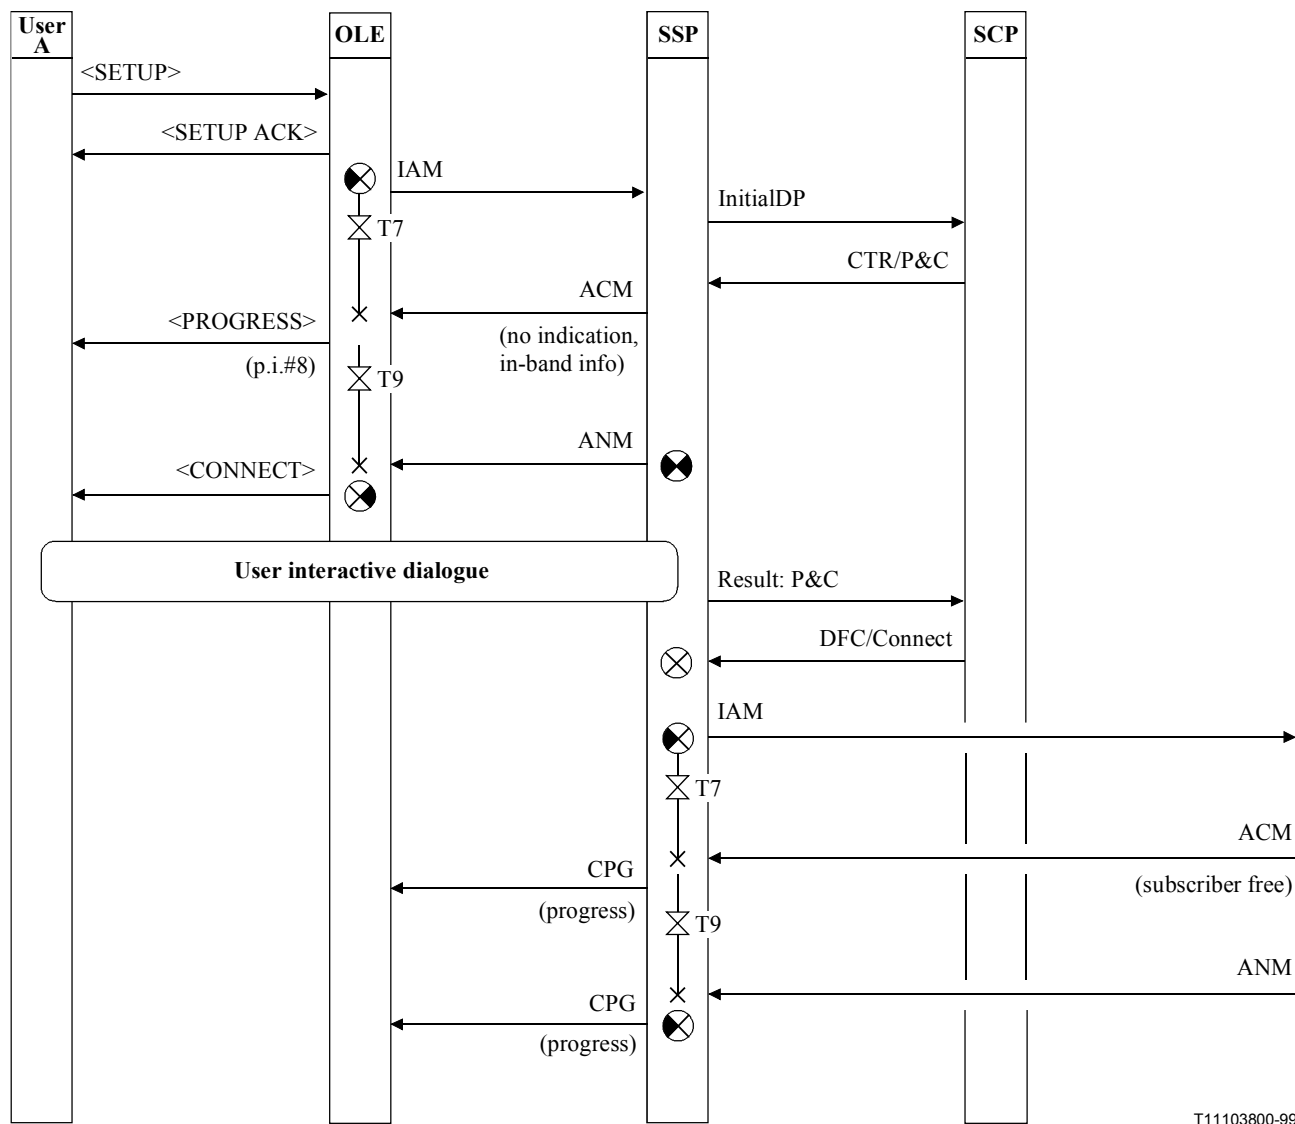 User
A
OLE
SSP
SCP
<SETUP>
<SETUP ACK>
IAM
InitialDP
T7
CTR/P&C
ACM
<PROGRESS>
(no indication,
in-band info)
(p.i.#8)
T9
ANM
<CONNECT>
User interactive dialogue
Result: P&C
DFC/Connect
IAM
T7
ACM
CPG
(subscriber free)
(progress)
T9
ANM
CPG
(progress)
T11103800-99